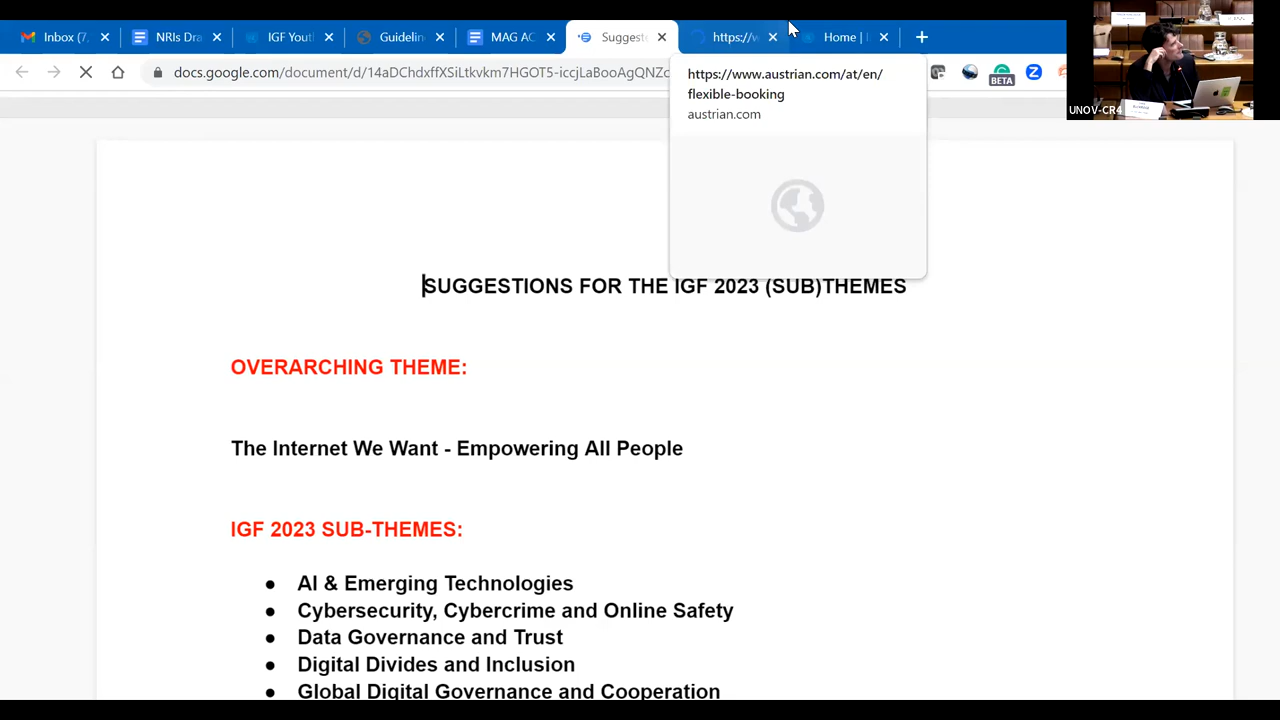 Inbox (7,
NRIs Dra
IGF Yout
Guidelin
MAG AC
Suggest
https://w
Home |
docs.google.com/document/d/14aDChdxffXSiLtkvkm7HGOT5-iccjLaBooAgQNZc
BETA
UNOV-CR4
https://www.austrian.com/at/en/
flexible-booking
austrian.com
SUGGESTIONS FOR THE IGF 2023 (SUB)THEMES
OVERARCHING THEME:
The Internet We Want - Empowering All People
IGF 2023 SUB-THEMES:
● AI & Emerging Technologies
● Cybersecurity, Cybercrime and Online Safety
● Data Governance and Trust
● Digital Divides and Inclusion
● Global Digital Governance and Cooperation